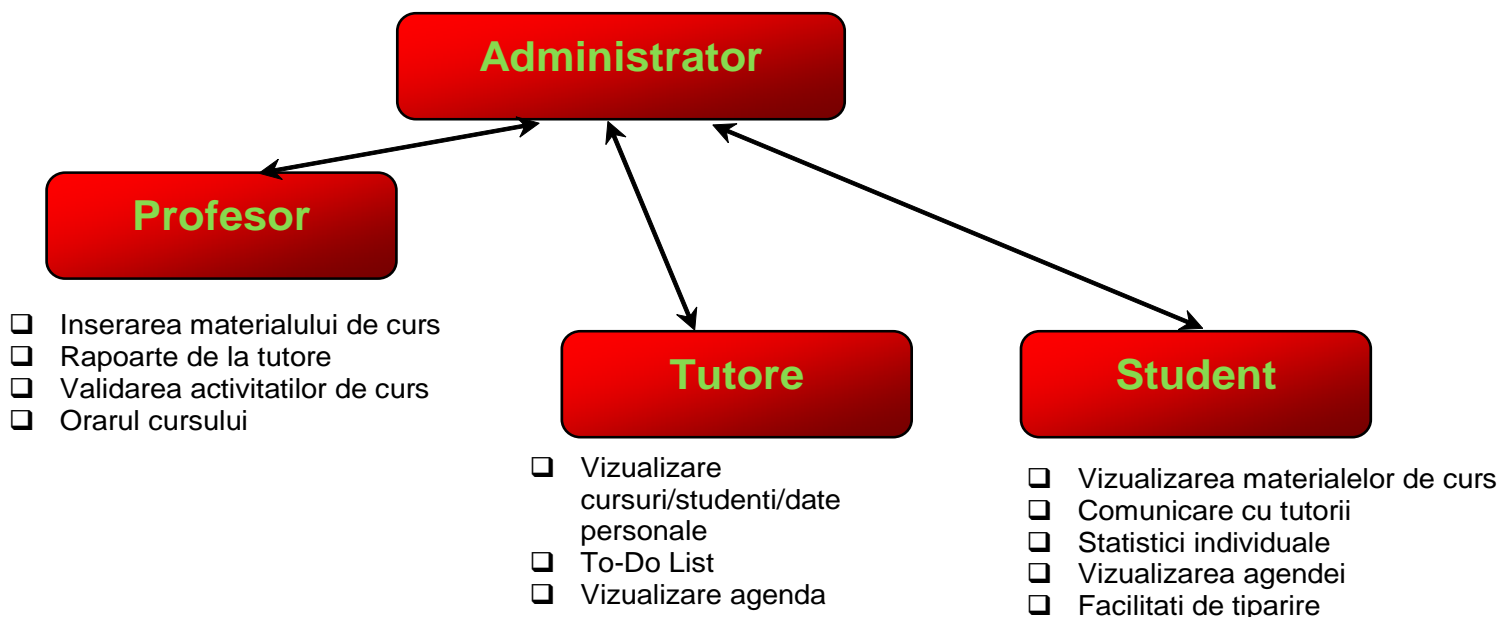 Administrator
Profesor
❑ Inserarea materialului de curs
❑ Rapoarte de la tutore
❑ Validarea activitatilor de curs
❑ Orarul cursului
Tutore
❑ Vizualizare
cursuri/studenti/date
personale
❑ To-Do List
❑ Vizualizare agenda
Student
❑ Vizualizarea materialelor de curs
❑ Comunicare cu tutorii
❑ Statistici individuale
❑ Vizualizarea agendei
❑ Facilitati de tiparire